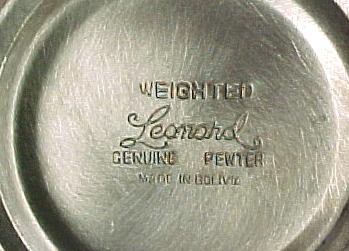 WEIGHTED
Leonard
GENUINE PEWTER
MADE IN BOLIVIA